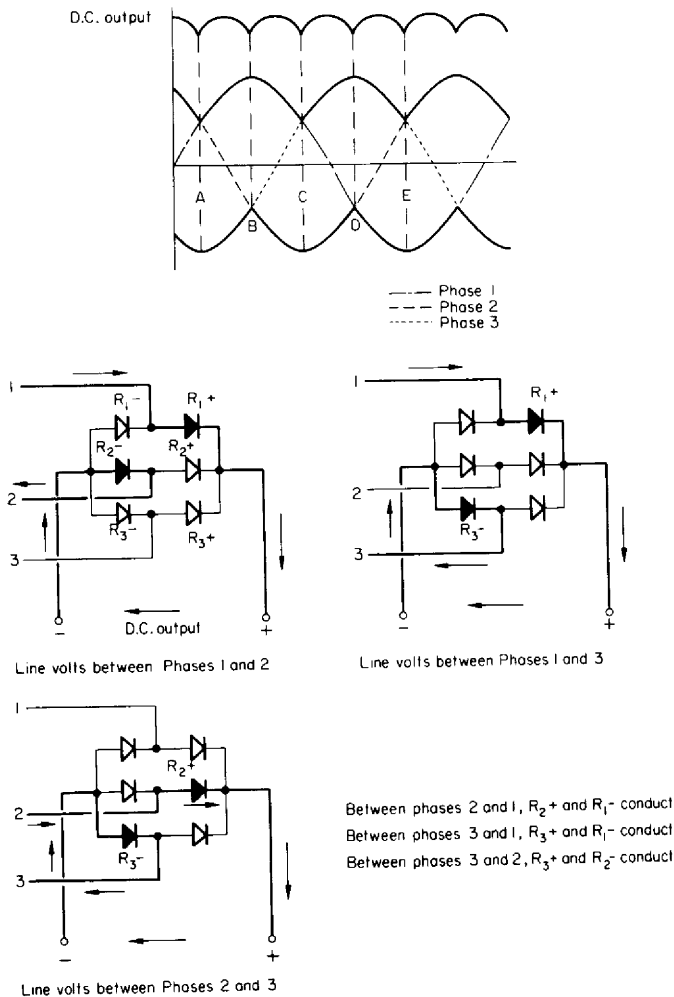 D.C. output
A
B
C
D
E
Phase 1
Phase 2
Phase 3
1
R1-
R1+
R2-
R2+
2
R3-
R3+
3
-
D.C. output
+
Line volts between Phases 1 and 2
1
R1+
2
R3-
3
-
+
Line volts between Phases 1 and 3
1
R2+
2
R3-
3
-
+
Line volts between Phases 2 and 3
Between phases 2 and 1, R2+ and R1- conduct
Between phases 3 and 1, R3+ and R1- conduct
Between phases 3 and 2, R3+ and R2- conduct